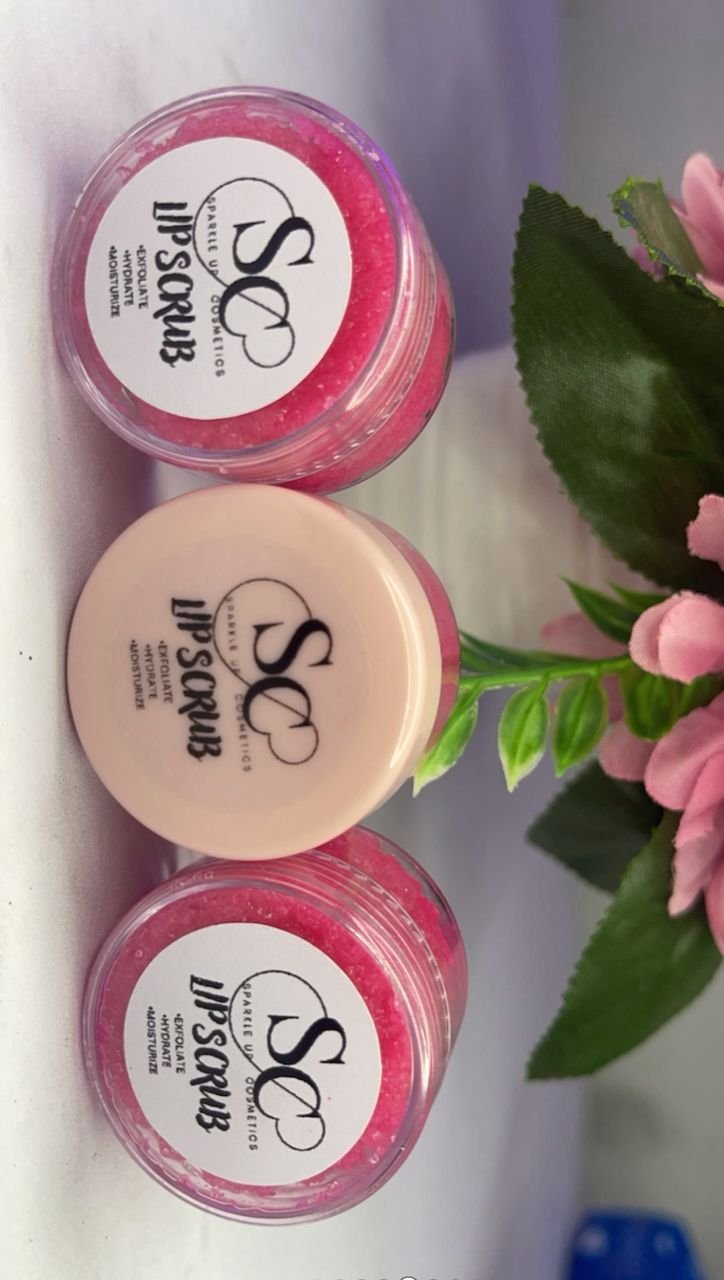 SC
SPARKLE UP COSMETICS
LIP SCRUB
•EXFOLIATE
•HYDRATE
•MOISTURIZE
SC
SPARKLE UP COSMETICS
LIP SCRUB
•EXFOLIATE
•HYDRATE
•MOISTURIZE
SC
SPARKLE UP COSMETICS
LIP SCRUB
•EXFOLIATE
•HYDRATE
•MOISTURIZE